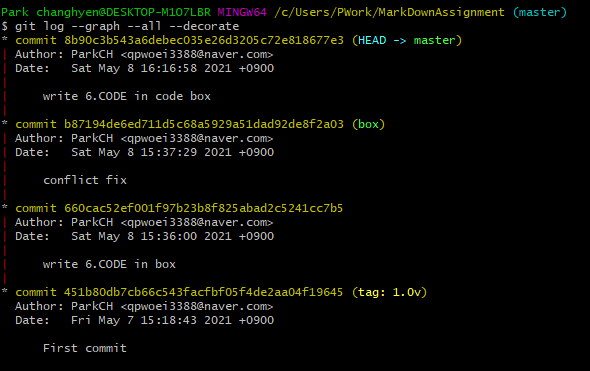 Park changhyen@DESKTOP-M1O7LBR MINGW64 /c/Users/PWork/MarkDownAssignment (master)
$ git log --graph --all --decorate
* commit 8b90c3b543a6debec035e26d3205c72e818677e3 (HEAD -> master)
| Author: ParkCH <qpwoei3388@naver.com>
| Date:   Sat May 8 16:16:58 2021 +0900
|
|     write 6.CODE in code box
|
* commit b87194de6ed711d5c68a5929a51dad92de8f2a03 (box)
| Author: ParkCH <qpwoei3388@naver.com>
| Date:   Sat May 8 15:37:29 2021 +0900
|
|     conflict fix
|
* commit 660cac52ef001f97b23b8f825abad2c5241cc7b5
| Author: ParkCH <qpwoei3388@naver.com>
| Date:   Sat May 8 15:36:00 2021 +0900
|
|     write 6.CODE in box
|
* commit 451b80db7cb66c543facfbf05f4de2aa04f19645 (tag: 1.0v)
  Author: ParkCH <qpwoei3388@naver.com>
  Date:   Fri May 7 15:18:43 2021 +0900

      First commit